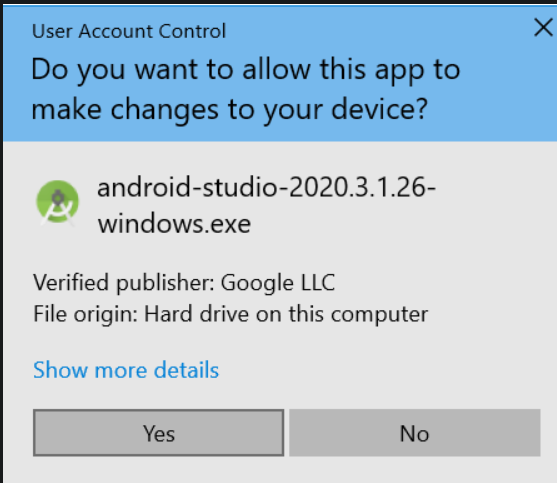 User Account Control
Do you want to allow this app to
make changes to your device?
android-studio-2020.3.1.26-
windows.exe
Verified publisher: Google LLC
File origin: Hard drive on this computer
Show more details
Yes
No